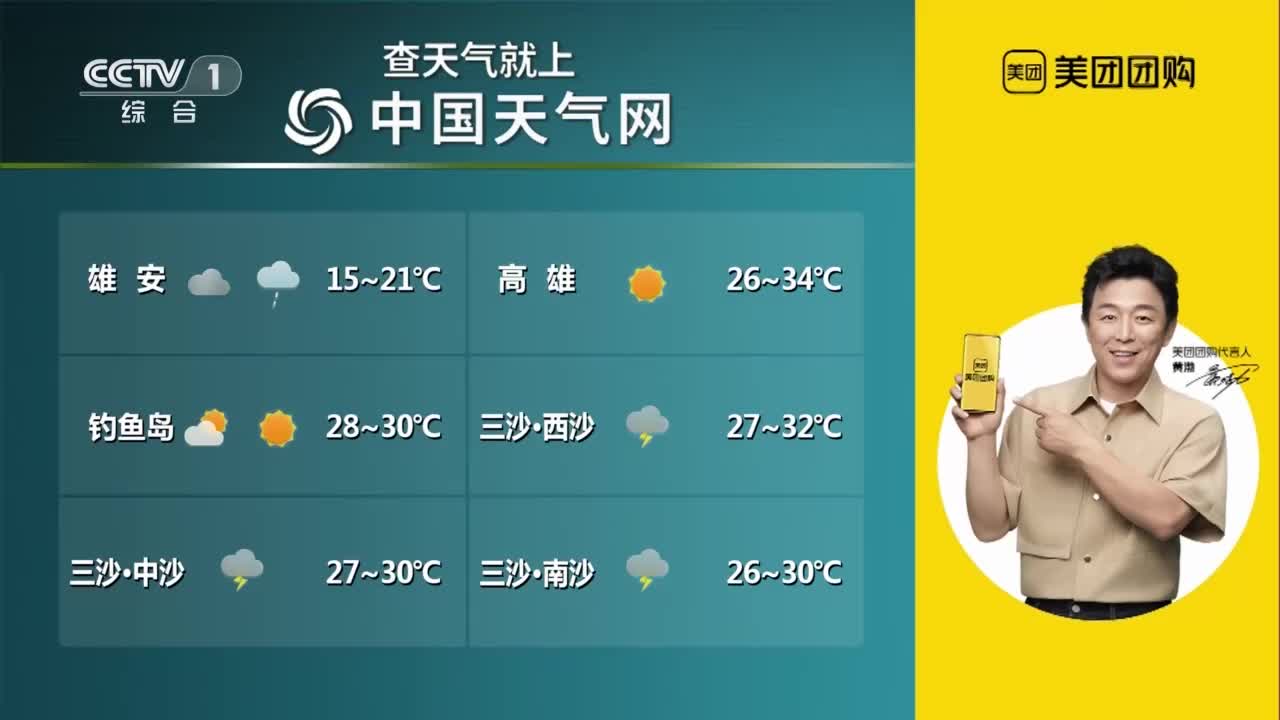 CCTV 1
综合
查天气就上
中国天气网
雄安 15~21℃
高雄 26~34℃
钓鱼岛 28~30℃
三沙·西沙 27~32℃
三沙·中沙 27~30℃
三沙·南沙 26~30℃
美团 美团团购
美团团购代言人
黄渤
美团
美团团购